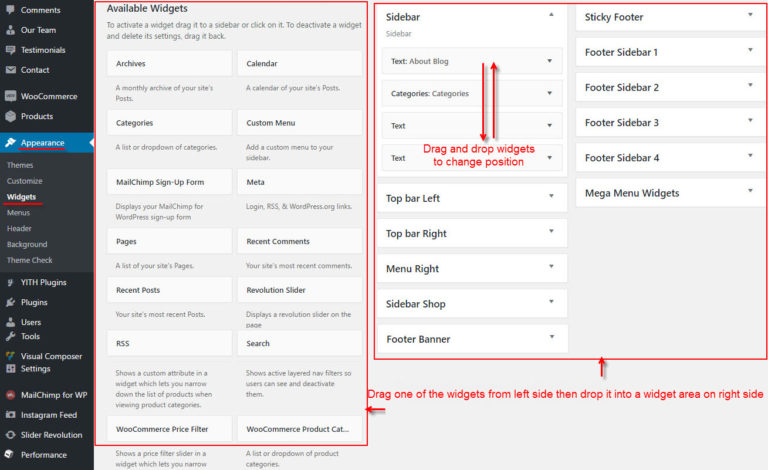 Comments
Our Team
Testimonials
Contact
WooCommerce
Products
Appearance
Themes
Customize
Widgets
Menus
Header
Background
Theme Check
YITH Plugins
Plugins
Users
Tools
Visual Composer
Settings
MailChimp for WP
Instagram Feed
Slider Revolution
Performance
Available Widgets
To activate a widget drag it to a sidebar or click on it. To deactivate a widget
and delete its settings, drag it back.
Archives
A monthly archive of your site's
Posts.
Calendar
A calendar of your site's Posts.
Categories
A list or dropdown of categories.
Custom Menu
Add a custom menu to your
sidebar.
MailChimp Sign-Up Form
Displays your MailChimp for
WordPress sign-up form
Meta
Login, RSS, & WordPress.org links.
Pages
A list of your site's Pages.
Recent Comments
Your site's most recent comments.
Recent Posts
Your site's most recent Posts.
Revolution Slider
Displays a revolution slider on the
page
RSS
Shows a custom attribute in a
widget which lets you narrow
down the list of products when
viewing product categories.
Search
Shows active layered nav filters so
users can see and deactivate
them.
WooCommerce Price Filter
Shows a price filter slider in a
widget which lets you narrow
WooCommerce Product Cat...
A list or dropdown of product
categories.
Sidebar
Sidebar
Text: About Blog
Categories: Categories
Text
Text
Drag and drop widgets
to change position
Top bar Left
Top bar Right
Menu Right
Sidebar Shop
Footer Banner
Sticky Footer
Footer Sidebar 1
Footer Sidebar 2
Footer Sidebar 3
Footer Sidebar 4
Mega Menu Widgets
Drag one of the widgets from left side then drop it into a widget area on right side